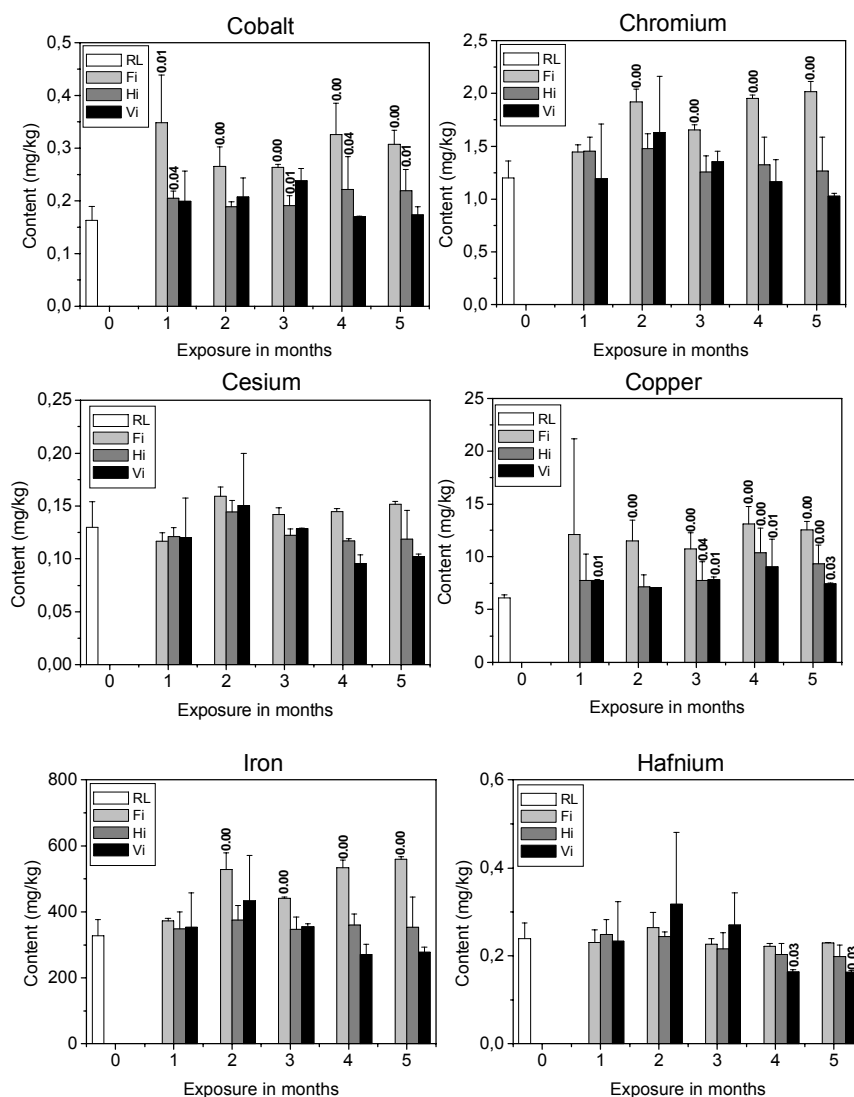 Cobalt
0,5
0,4
0,3
0,2
0,1
0,0
Content (mg/kg)
RL
Fi
Hi
Vi
0.01
0.04
0.00
0.00
0.01
0.00
0.04
0.00
0.01
0 1 2 3 4 5
Exposure in months
Chromium
2,5
2,0
1,5
1,0
0,5
0,0
Content (mg/kg)
RL
Fi
Hi
Vi
0.00
0.00
0.00
0.00
0 1 2 3 4 5
Exposure in months
Cesium
0,25
0,20
0,15
0,10
0,05
0,00
Content (mg/kg)
RL
Fi
Hi
Vi
0 1 2 3 4 5
Exposure in months
Copper
25
20
15
10
5
0
Content (mg/kg)
RL
Fi
Hi
Vi
0.01
0.00
0.00
0.04
0.01
0.00
0.00
0.01
0.00
0.00
0.03
0 1 2 3 4 5
Exposure in months
Iron
800
600
400
200
0
Content (mg/kg)
RL
Fi
Hi
Vi
0.00
0.00
0.00
0.00
0 1 2 3 4 5
Exposure in months
Hafnium
0,6
0,4
0,2
0,0
Content (mg/kg)
RL
Fi
Hi
Vi
0.03
0.03
0 1 2 3 4 5
Exposure in months